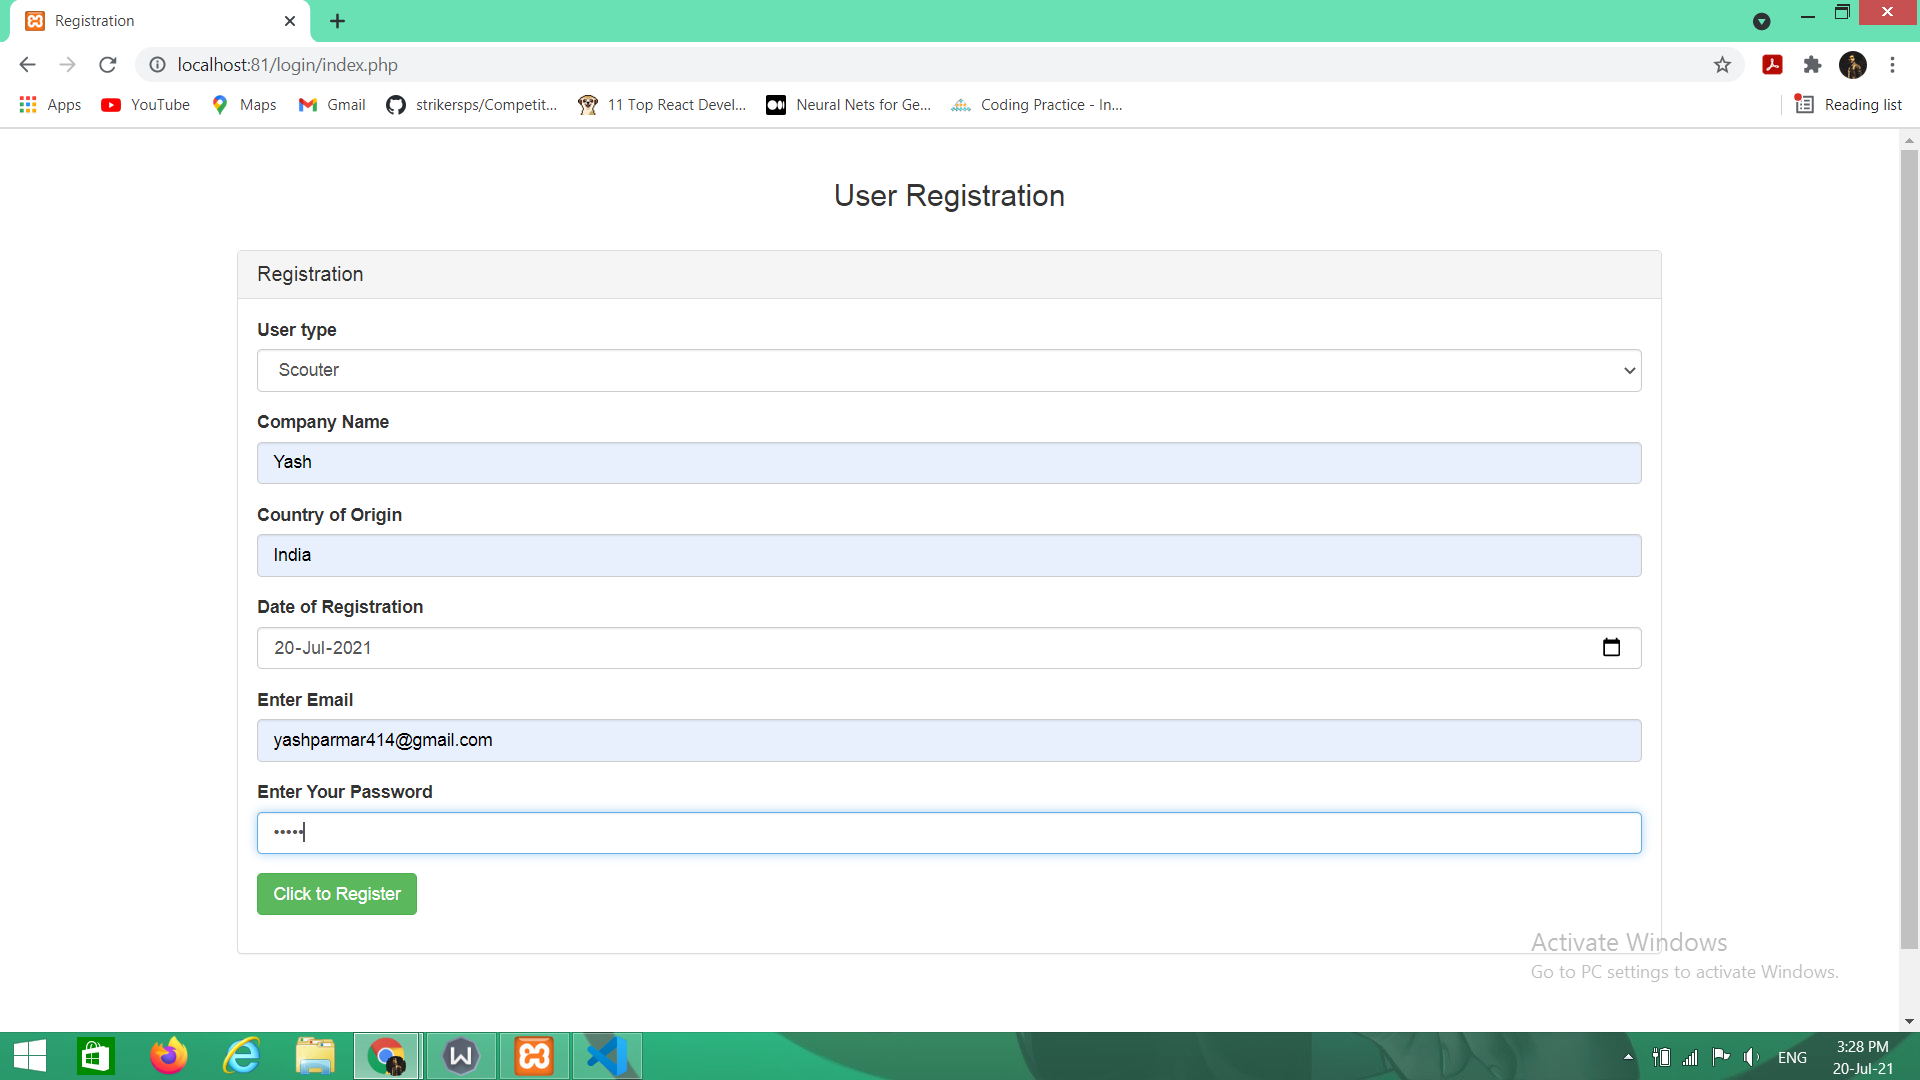 Registration
localhost:81/login/index.php
Apps YouTube Maps Gmail strikersps/Competit... 11 Top React Devel... Neural Nets for Ge... Coding Practice - In... Reading list
User Registration
Registration
User type
Scouter
Company Name
Yash
Country of Origin
India
Date of Registration
20-Jul-2021
Enter Email
yashparmar414@gmail.com
Enter Your Password
•••••
Click to Register
Activate Windows
Go to PC settings to activate Windows.
ENG
3:28 PM
20-Jul-21